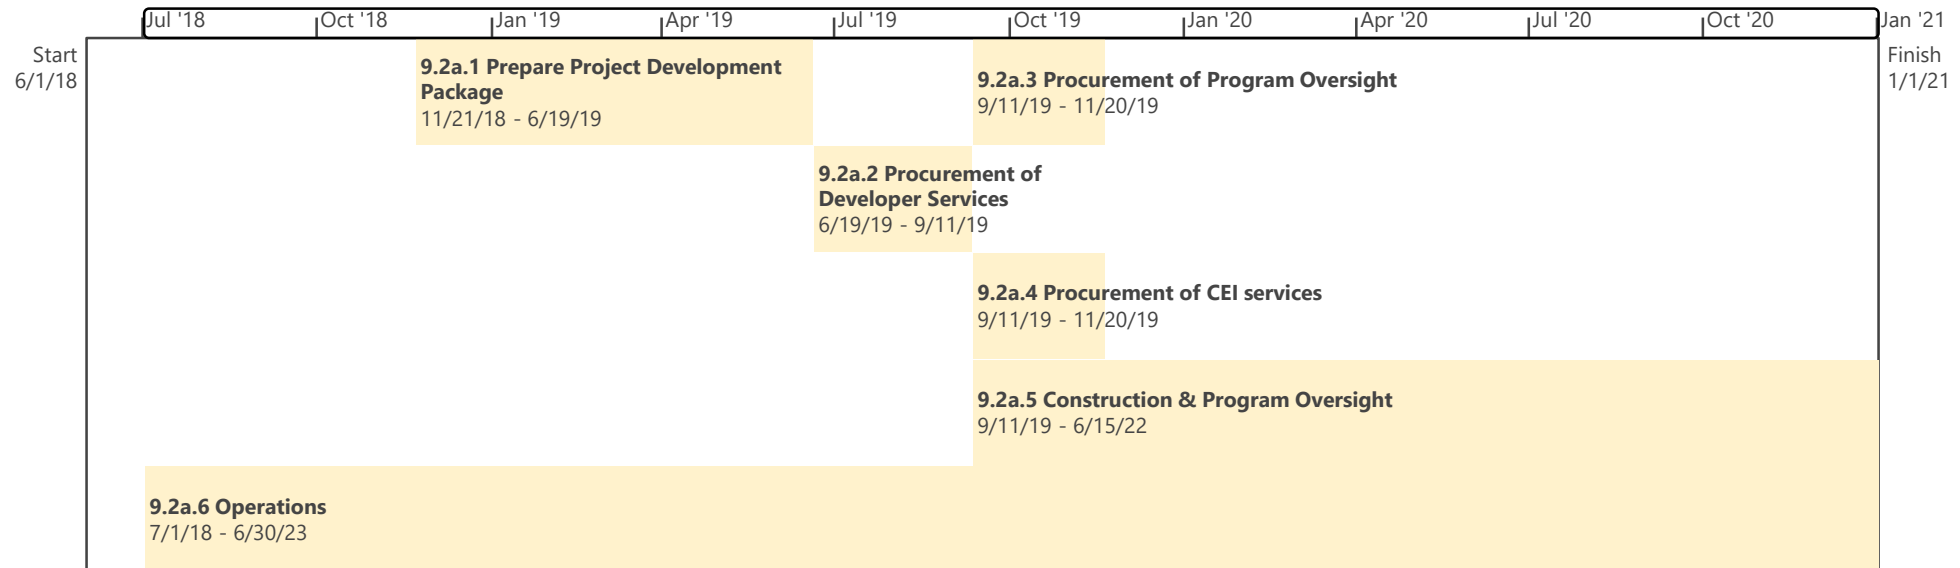 Jul '18 Oct '18 Jan '19 Apr '19 Jul '19 Oct '19 Jan '20 Apr '20 Jul '20 Oct '20 Jan '21
Start
6/1/18
Finish
1/1/21
9.2a.1 Prepare Project Development
Package
11/21/18 - 6/19/19
9.2a.3 Procurement of Program Oversight
9/11/19 - 11/20/19
9.2a.2 Procurement of
Developer Services
6/19/19 - 9/11/19
9.2a.4 Procurement of CEI services
9/11/19 - 11/20/19
9.2a.5 Construction & Program Oversight
9/11/19 - 6/15/22
9.2a.6 Operations
7/1/18 - 6/30/23